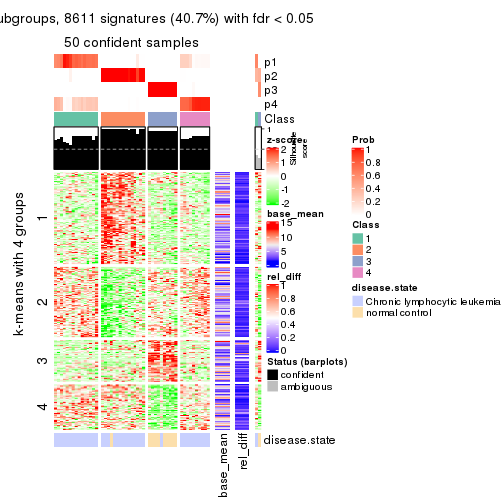 ubgroups, 8611 signatures (40.7%) with fdr < 0.05
50 confident samples
p1
p2
p3
p4
Class
1
Silhouette
score
k-means with 4 groups
1
2
3
4
base_mean
rel_diff
disease.state
z-score
2
1
0
-1
-2
base_mean
15
10
5
0
rel_diff
1
0.8
0.6
0.4
0.2
0
Status (barplots)
confident
ambiguous
Prob
1
0.8
0.6
0.4
0.2
0
Class
1
2
3
4
disease.state
Chronic lymphocytic leukemia
normal control